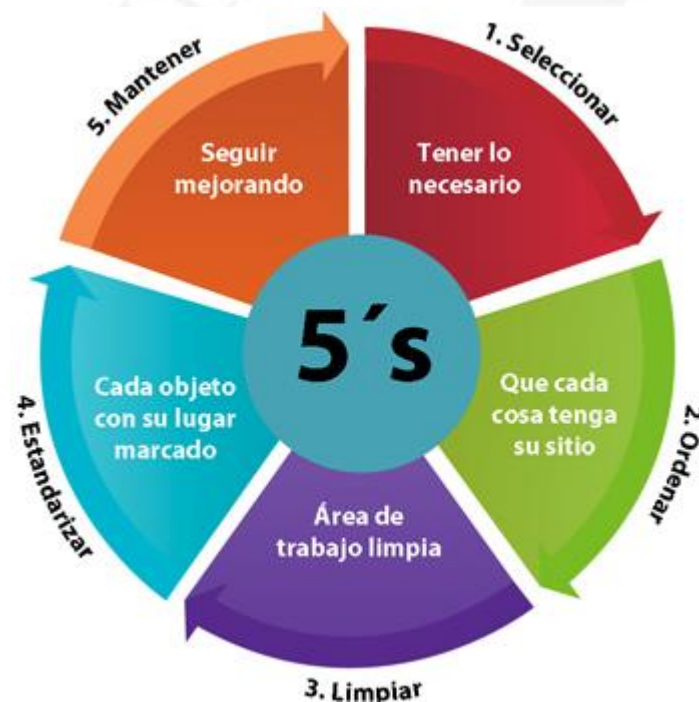 1. Seleccionar
Tener lo
necesario
2. Ordenar
Que cada
cosa tenga
su sitio
3. Limpiar
Área de
trabajo limpia
4. Estandarizar
Cada objeto
con su lugar
marcado
5. Mantener
Seguir
mejorando
5´s